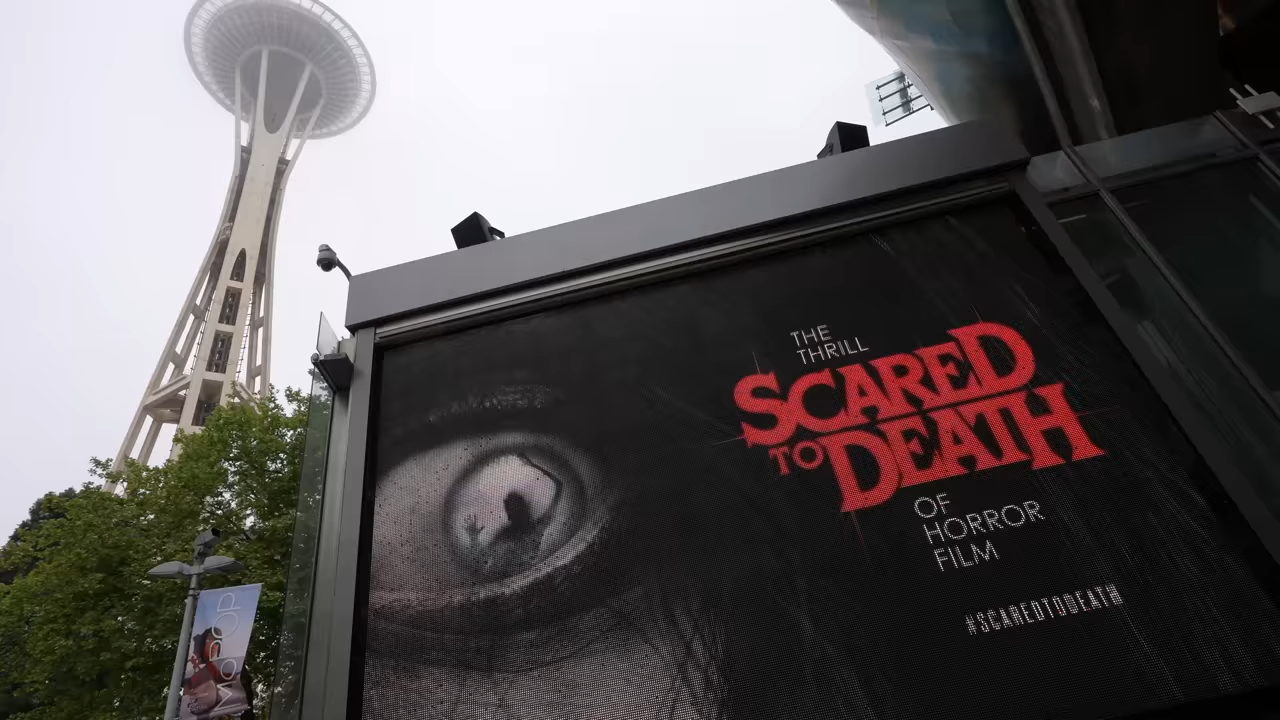 THE
THRILL
SCARED
TO DEATH
OF
HORROR
FILM
#SCAREDTODEATH
MoPOP